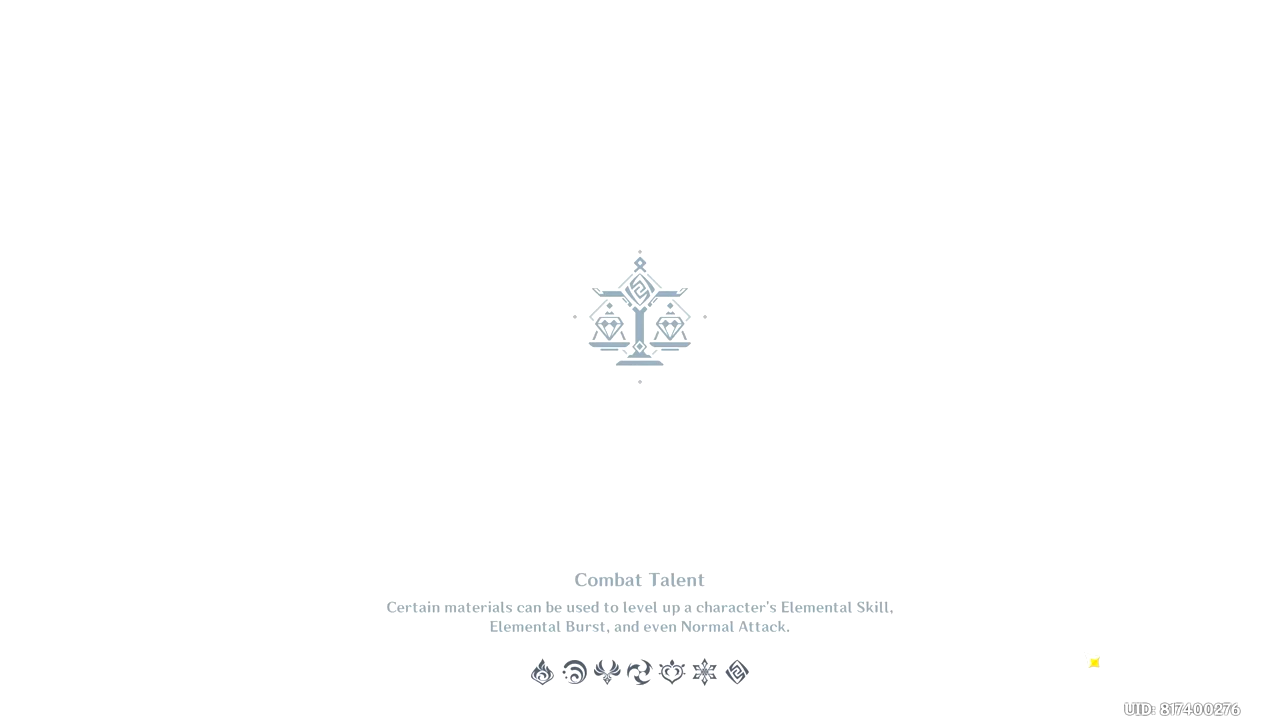 Combat Talent
Certain materials can be used to level up a character's Elemental Skill,
Elemental Burst, and even Normal Attack.
UID: 817400276